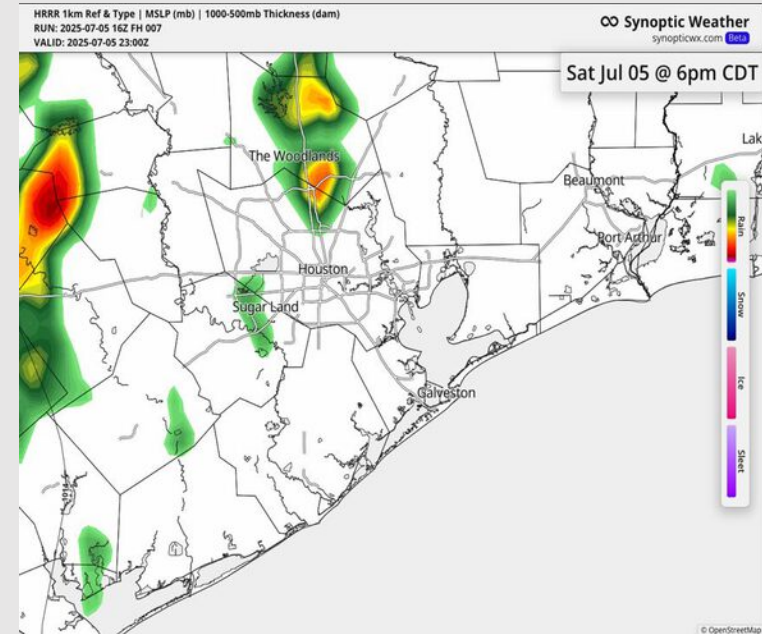 HRRR 1km Ref & Type | MSLP (mb) | 1000-500mb Thickness (dam)
RUN: 2025-07-05 16Z FH 007
VALID: 2025-07-05 23:00Z
Synoptic Weather
synopticwx.com Beta
Sat Jul 05 @ 6pm CDT
Lak
The Woodlands
Beaumont
Rain
Port Arthur
Houston
Snow
Sugar Land
Ice
Galveston
Sleet
1014
© OpenStreetMap